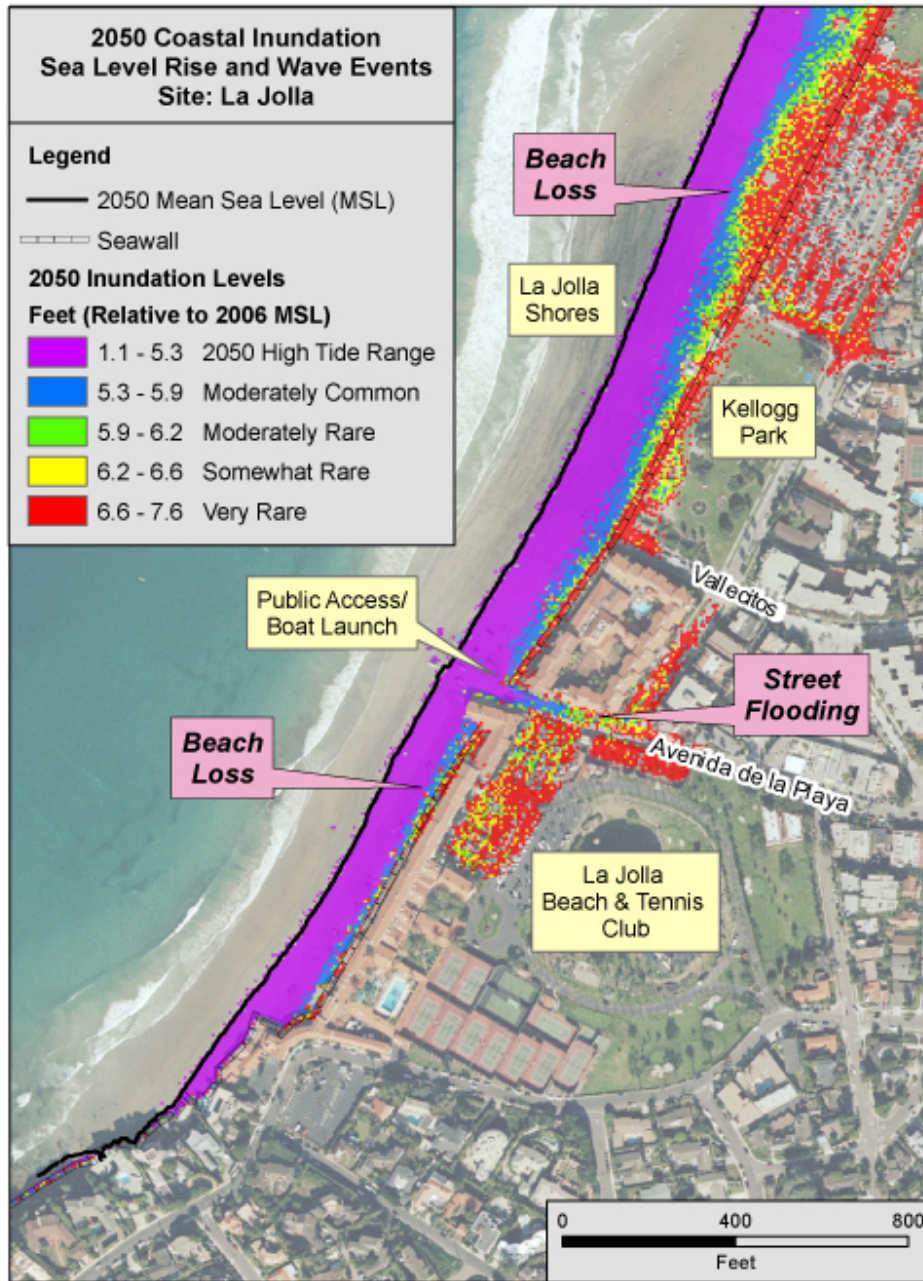 2050 Coastal Inundation
Sea Level Rise and Wave Events
Site: La Jolla
Legend
2050 Mean Sea Level (MSL)
Seawall
2050 Inundation Levels
Feet (Relative to 2006 MSL)
1.1 - 5.3 2050 High Tide Range
5.3 - 5.9 Moderately Common
5.9 - 6.2 Moderately Rare
6.2 - 6.6 Somewhat Rare
6.6 - 7.6 Very Rare
Beach
Loss
La Jolla
Shores
Kellogg
Park
Vallecitos
Public Access/
Boat Launch
Street
Flooding
Beach
Loss
Avenida de la Playa
La Jolla
Beach & Tennis
Club
0 400 800
Feet